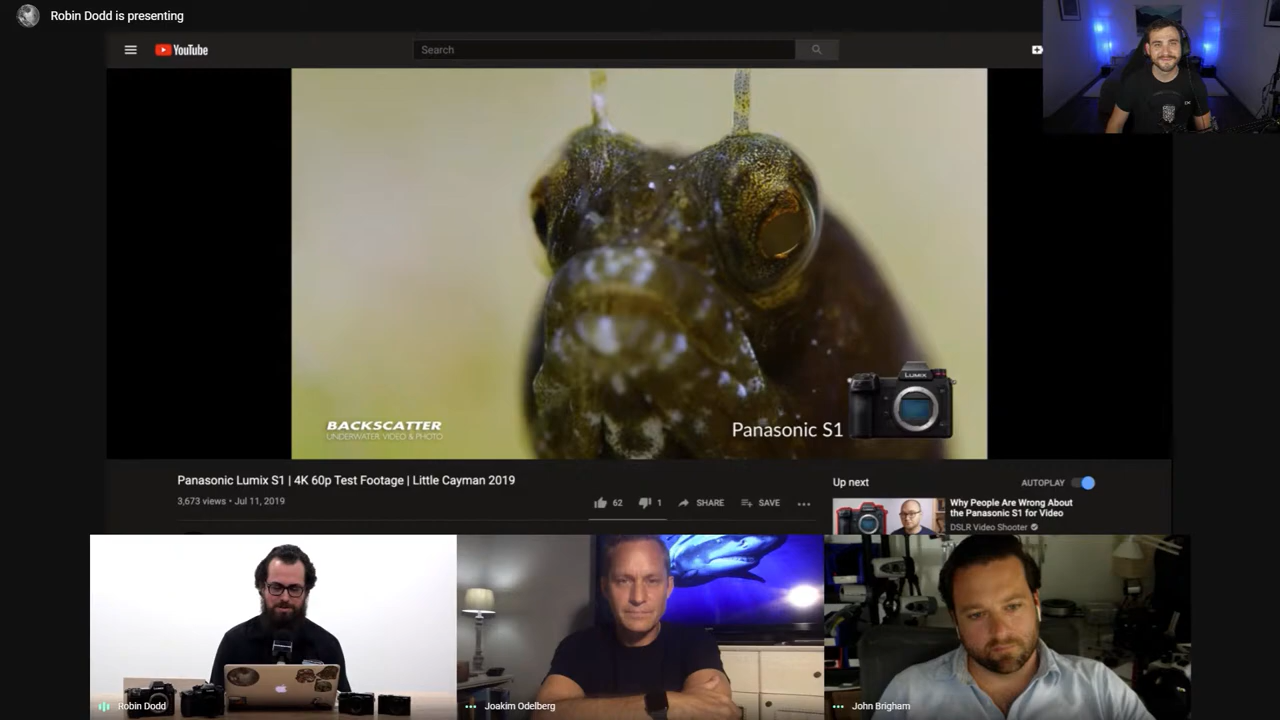 Robin Dodd is presenting
YouTube
Search
LUMIX
BACKSCATTER
UNDERWATER VIDEO & PHOTO
Panasonic S1
Panasonic Lumix S1 | 4K 60p Test Footage | Little Cayman 2019
3,673 views • Jul 11, 2019
62
1
SHARE
SAVE
Up next
AUTOPLAY
Why People Are Wrong About
the Panasonic S1 for Video
DSLR Video Shooter
Robin Dodd
Joakim Odelberg
John Brigham